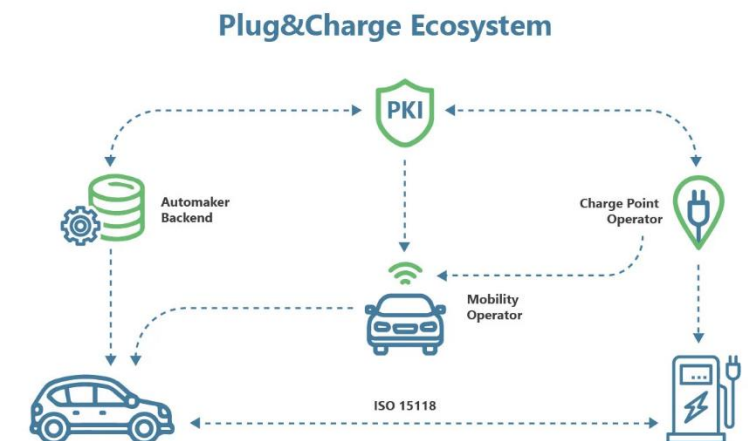 Plug&Charge Ecosystem
PKI
Automaker
Backend
Charge Point
Operator
Mobility
Operator
ISO 15118